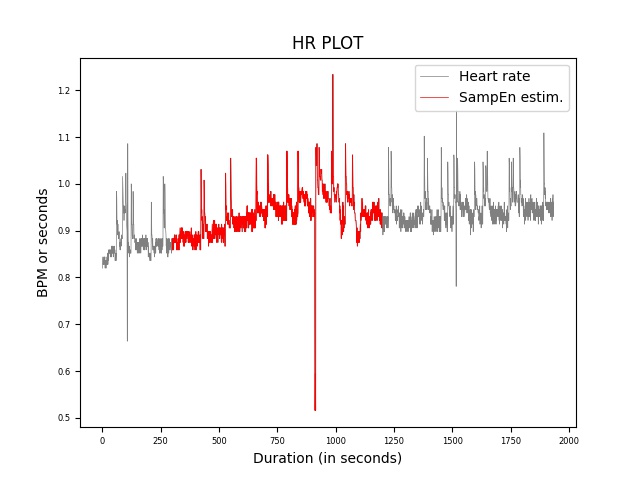 HR PLOT
Heart rate
SampEn estim.
BPM or seconds
1.2
1.1
1.0
0.9
0.8
0.7
0.6
0.5
0 250 500 750 1000 1250 1500 1750 2000
Duration (in seconds)